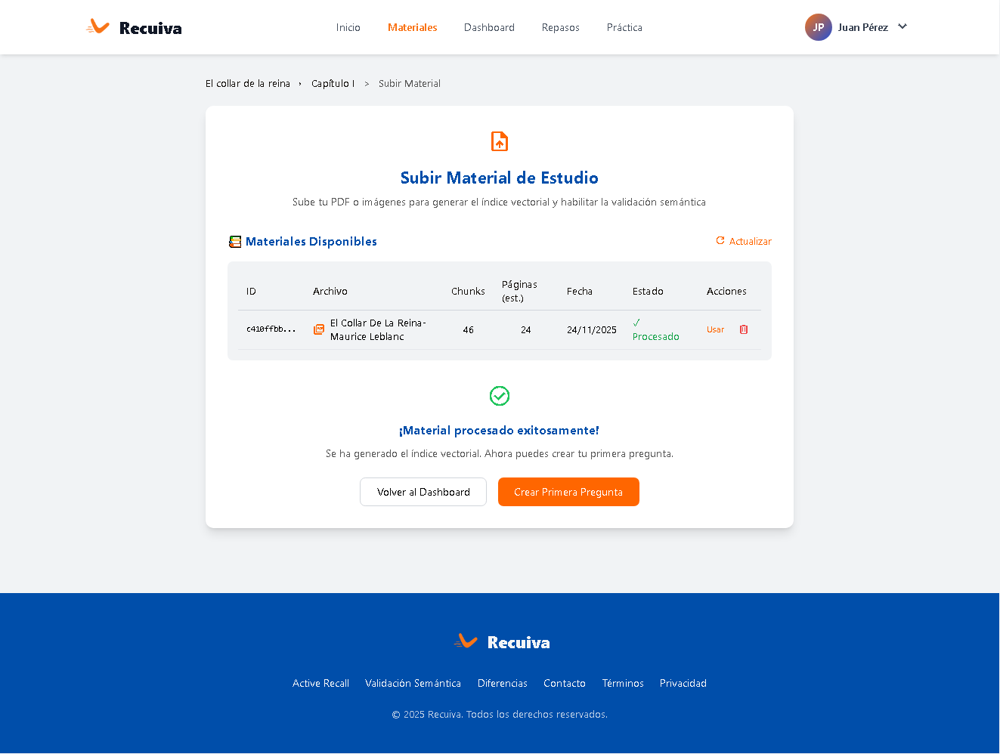 Recuiva
Inicio Materiales Dashboard Repasos Práctica
JP Juan Pérez
El collar de la reina › Capítulo I > Subir Material
Subir Material de Estudio
Sube tu PDF o imágenes para generar el índice vectorial y habilitar la validación semántica
Materiales Disponibles
Actualizar
ID Archivo Chunks Páginas (est.) Fecha Estado Acciones
c410ffbb... El Collar De La Reina- 46 24 24/11/2025 ✓ Usar
Maurice Leblanc Procesado
¡Material procesado exitosamente!
Se ha generado el índice vectorial. Ahora puedes crear tu primera pregunta.
Volver al Dashboard Crear Primera Pregunta
Recuiva
Active Recall Validación Semántica Diferencias Contacto Términos Privacidad
© 2025 Recuiva. Todos los derechos reservados.